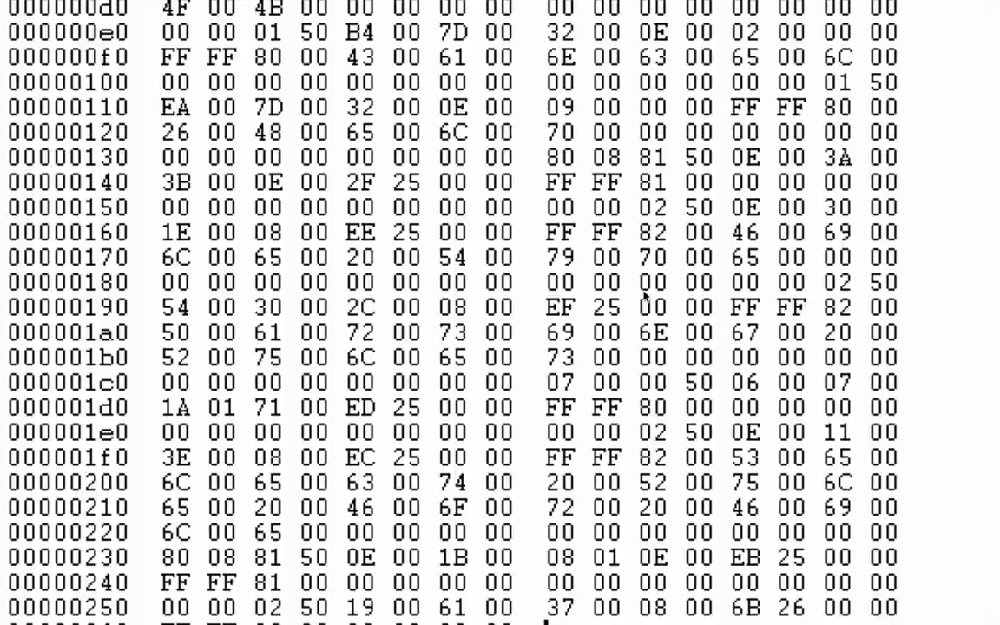 000000d0 4F 00 4B 00 00 00 00 00 00 00 00 00 00 00 00 00
000000e0 00 00 01 50 B4 00 7D 00 32 00 0E 00 02 00 00 00
000000f0 FF FF 80 00 43 00 61 00 6E 00 63 00 65 00 6C 00
00000100 00 00 00 00 00 00 00 00 00 00 00 00 00 00 01 50
00000110 EA 00 7D 00 32 00 0E 00 09 00 00 00 FF FF 80 00
00000120 26 00 48 00 65 00 6C 00 70 00 00 00 00 00 00 00
00000130 00 00 00 00 00 00 00 00 80 08 81 50 0E 00 3A 00
00000140 3B 00 0E 00 2F 25 00 00 FF FF 81 00 00 00 00 00
00000150 00 00 00 00 00 00 00 00 00 00 02 50 0E 00 30 00
00000160 1E 00 08 00 EE 25 00 00 FF FF 82 00 46 00 69 00
00000170 6C 00 65 00 20 00 54 00 79 00 70 00 65 00 00 00
00000180 00 00 00 00 00 00 00 00 00 00 00 00 00 00 02 50
00000190 54 00 30 00 2C 00 08 00 EF 25 00 00 FF FF 82 00
000001a0 50 00 61 00 72 00 73 00 69 00 6E 00 67 00 20 00
000001b0 52 00 75 00 6C 00 65 00 73 00 00 00 00 00 00 00
000001c0 00 00 00 00 00 00 00 00 07 00 00 50 06 00 07 00
000001d0 1A 01 71 00 ED 25 00 00 FF FF 80 00 00 00 00 00
000001e0 00 00 00 00 00 00 00 00 00 00 02 50 0E 00 11 00
000001f0 3E 00 08 00 EC 25 00 00 FF FF 82 00 53 00 65 00
00000200 6C 00 65 00 63 00 74 00 20 00 52 00 75 00 6C 00
00000210 65 00 20 00 46 00 6F 00 72 00 20 00 46 00 69 00
00000220 6C 00 65 00 00 00 00 00 00 00 00 00 00 00 00 00
00000230 80 08 81 50 0E 00 1B 00 08 01 0E 00 EB 25 00 00
00000240 FF FF 81 00 00 00 00 00 00 00 00 00 00 00 00 00
00000250 00 00 02 50 19 00 61 00 37 00 08 00 6B 26 00 00